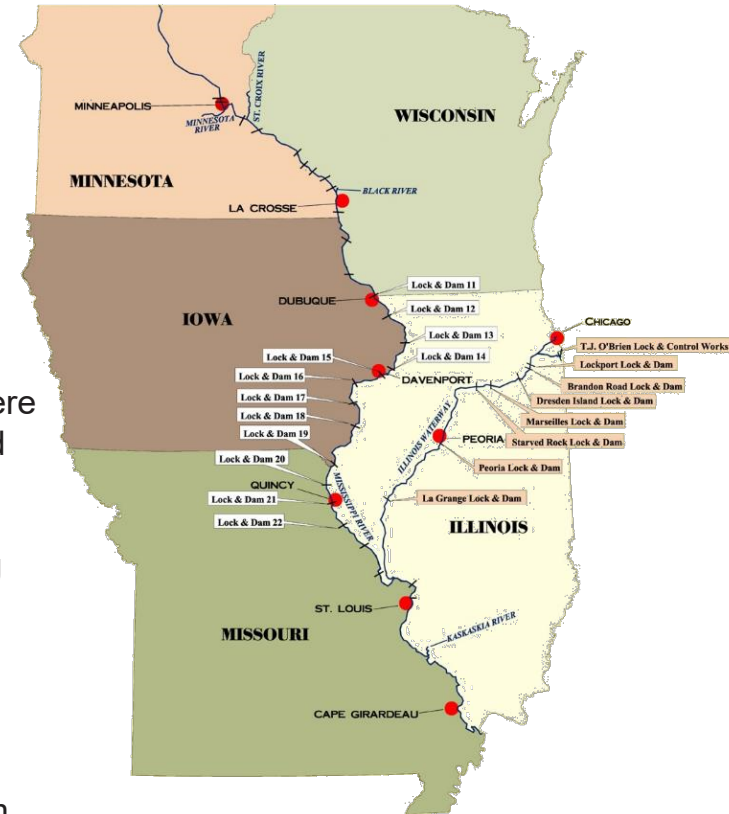 MINNEAPOLIS
MINNESOTA
RIVER
ST. CROIX RIVER
WISCONSIN
MINNESOTA
BLACK RIVER
LA CROSSE
Lock & Dam 11
DUBUQUE
Lock & Dam 12
IOWA
Lock & Dam 13
CHICAGO
T.J. O'Brien Lock & Control Works
Lock & Dam 15
Lock & Dam 14
Lockport Lock & Dam
Lock & Dam 16
DAVENPORT
Brandon Road Lock & Dam
Lock & Dam 17
Dresden Island Lock & Dam
ere
Lock & Dam 18
Marseilles Lock & Dam
Lock & Dam 19
ILLINOIS WATERWAY
PEORIA
Starved Rock Lock & Dam
d
Lock & Dam 20
Peoria Lock & Dam
QUINCY
MISSISSIPPI RIVER
Lock & Dam 21
La Grange Lock & Dam
Lock & Dam 22
ILLINOIS
ST. LOUIS
MISSOURI
KASKASKIA RIVER
CAPE GIRARDEAU